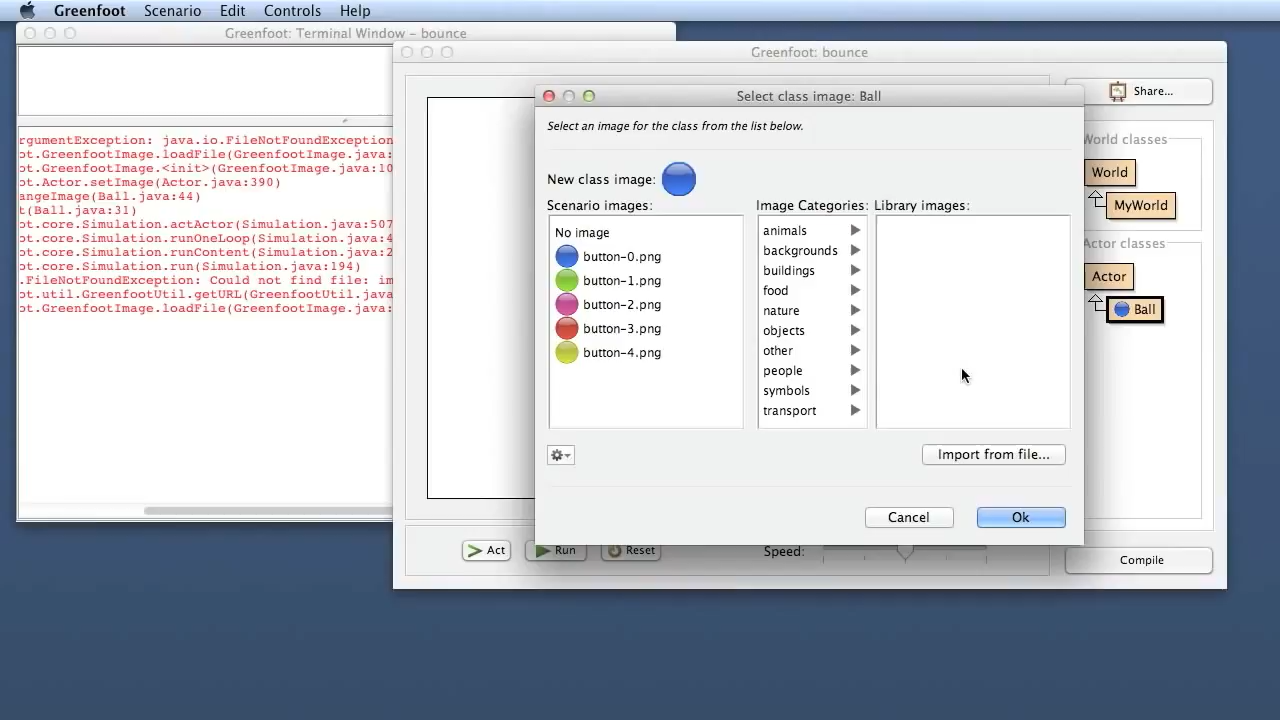 Greenfoot Scenario Edit Controls Help
Greenfoot: Terminal Window – bounce
rgumentException: java.io.FileNotFoundException
ot.GreenfootImage.loadFile(GreenfootImage.java:
ot.GreenfootImage.<init>(GreenfootImage.java:10
ot.Actor.setImage(Actor.java:390)
angeImage(Ball.java:44)
t(Ball.java:31)
ot.core.Simulation.actActor(Simulation.java:507
ot.core.Simulation.runOneLoop(Simulation.java:4
ot.core.Simulation.runContent(Simulation.java:2
ot.core.Simulation.run(Simulation.java:194)
.FileNotFoundException: Could not find file: im
ot.util.GreenfootUtil.getURL(GreenfootUtil.java
ot.GreenfootImage.loadFile(GreenfootImage.java:
Greenfoot: bounce
Share...
World classes
World
MyWorld
Actor classes
Actor
Ball
Select class image: Ball
Select an image for the class from the list below.
New class image:
Scenario images:
No image
button-0.png
button-1.png
button-2.png
button-3.png
button-4.png
Image Categories:
animals
backgrounds
buildings
food
nature
objects
other
people
symbols
transport
Library images:
Import from file...
Cancel
Ok
Act
Run
Reset
Speed:
Compile